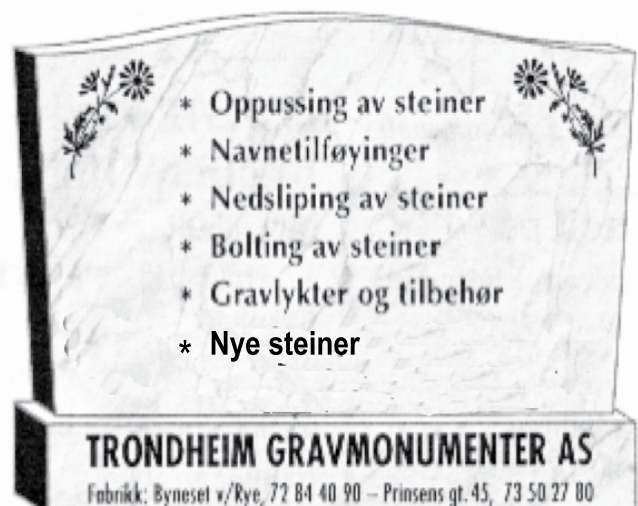 * Oppussing av steiner
* Navnetilføyinger
* Nedsliping av steiner
* Bolting av steiner
* Gravlykter og tilbehør
* Nye steiner
TRONDHEIM GRAVMONUMENTER AS
Fabrikk: Byneset v/Rye, 72 84 40 90 – Prinsens gt. 45, 73 50 27 80